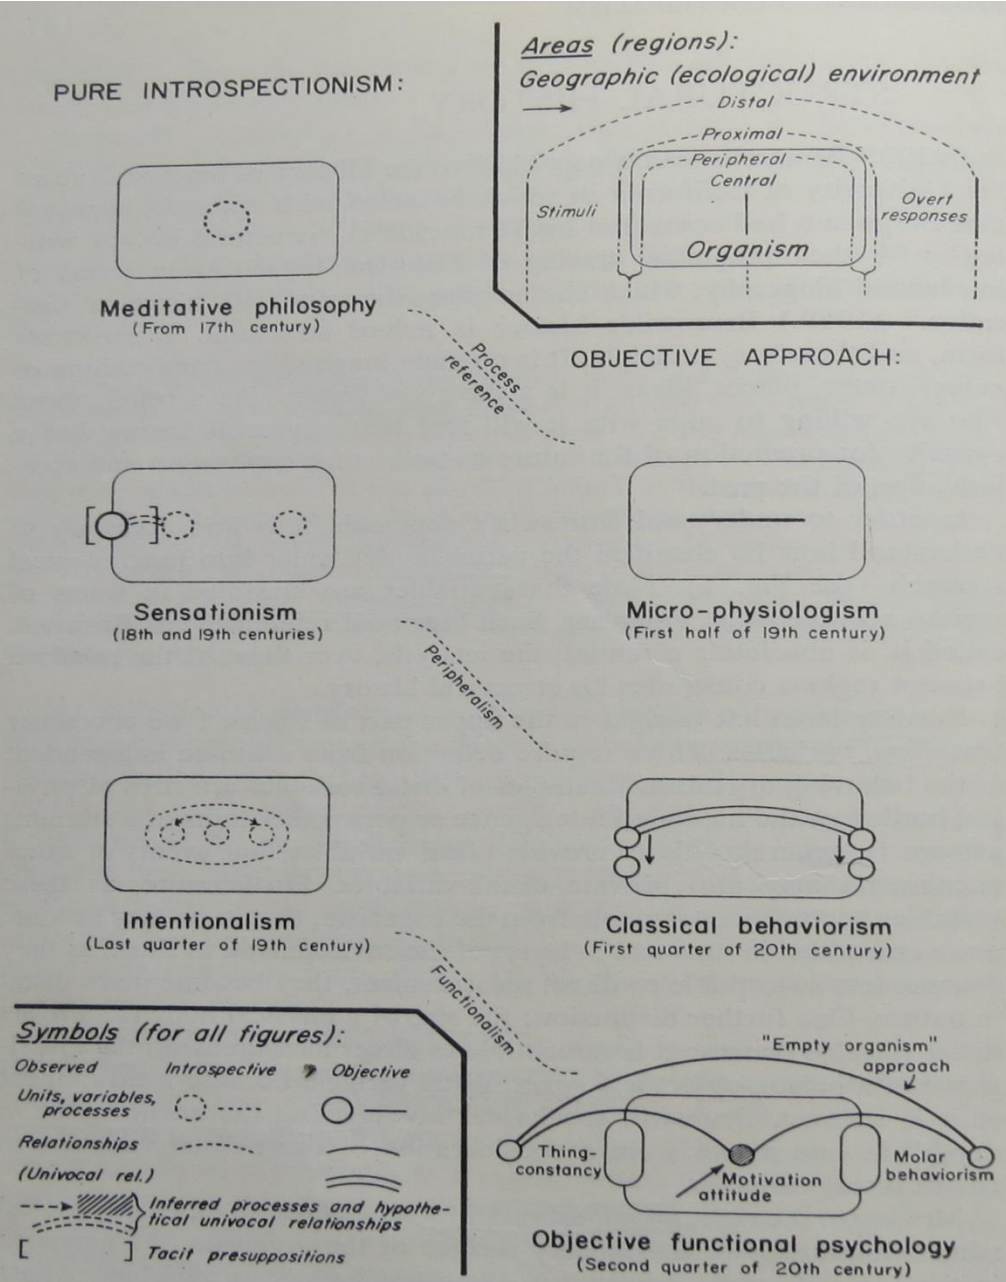 PURE INTROSPECTIONISM:
Meditative philosophy
(From 17th century)
Sensationism
(18th and 19th centuries)
Intentionalism
(Last quarter of 19th century)
Areas (regions):
Geographic (ecological) environment
Distal
Proximal
Peripheral
Central
Stimuli
Overt
responses
Organism
Process
reference
Peripheralism
Functionalism
OBJECTIVE APPROACH:
Micro-physiologism
(First half of 19th century)
Classical behaviorism
(First quarter of 20th century)
"Empty organism"
approach
Thing-
constancy
Motivation
attitude
Molar
behaviorism
Objective functional psychology
(Second quarter of 20th century)
Symbols (for all figures):
Observed Introspective Objective
Units, variables,
processes
Relationships
(Univocal rel.)
Inferred processes and hypothe-
tical univocal relationships
[ ] Tacit presuppositions